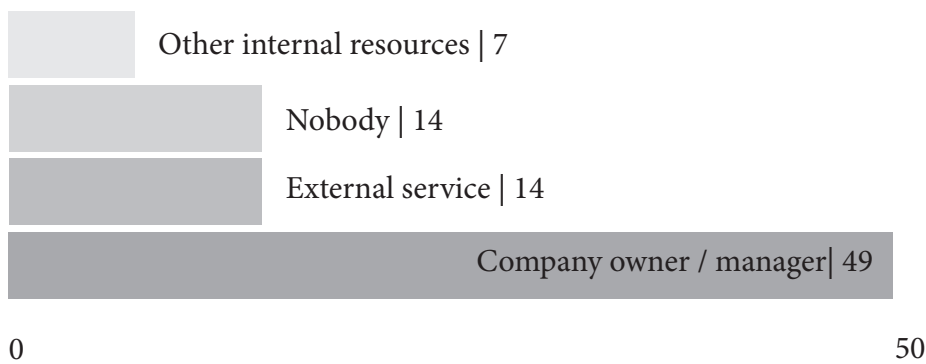 Other internal resources | 7
Nobody | 14
External service | 14
Company owner / manager| 49
0 50